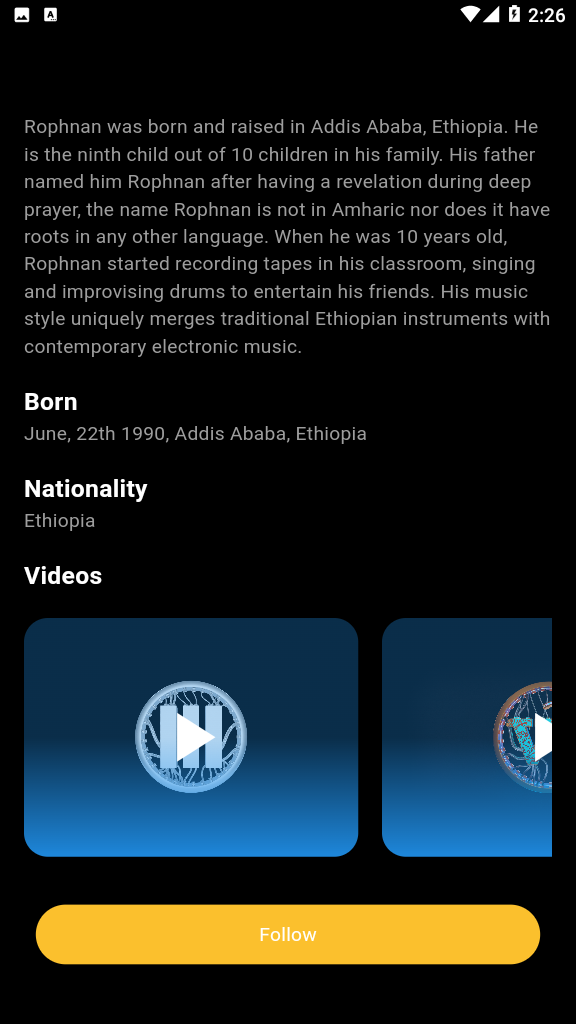 2:26
Rophnan was born and raised in Addis Ababa, Ethiopia. He
is the ninth child out of 10 children in his family. His father
named him Rophnan after having a revelation during deep
prayer, the name Rophnan is not in Amharic nor does it have
roots in any other language. When he was 10 years old,
Rophnan started recording tapes in his classroom, singing
and improvising drums to entertain his friends. His music
style uniquely merges traditional Ethiopian instruments with
contemporary electronic music.
Born
June, 22th 1990, Addis Ababa, Ethiopia
Nationality
Ethiopia
Videos
Follow